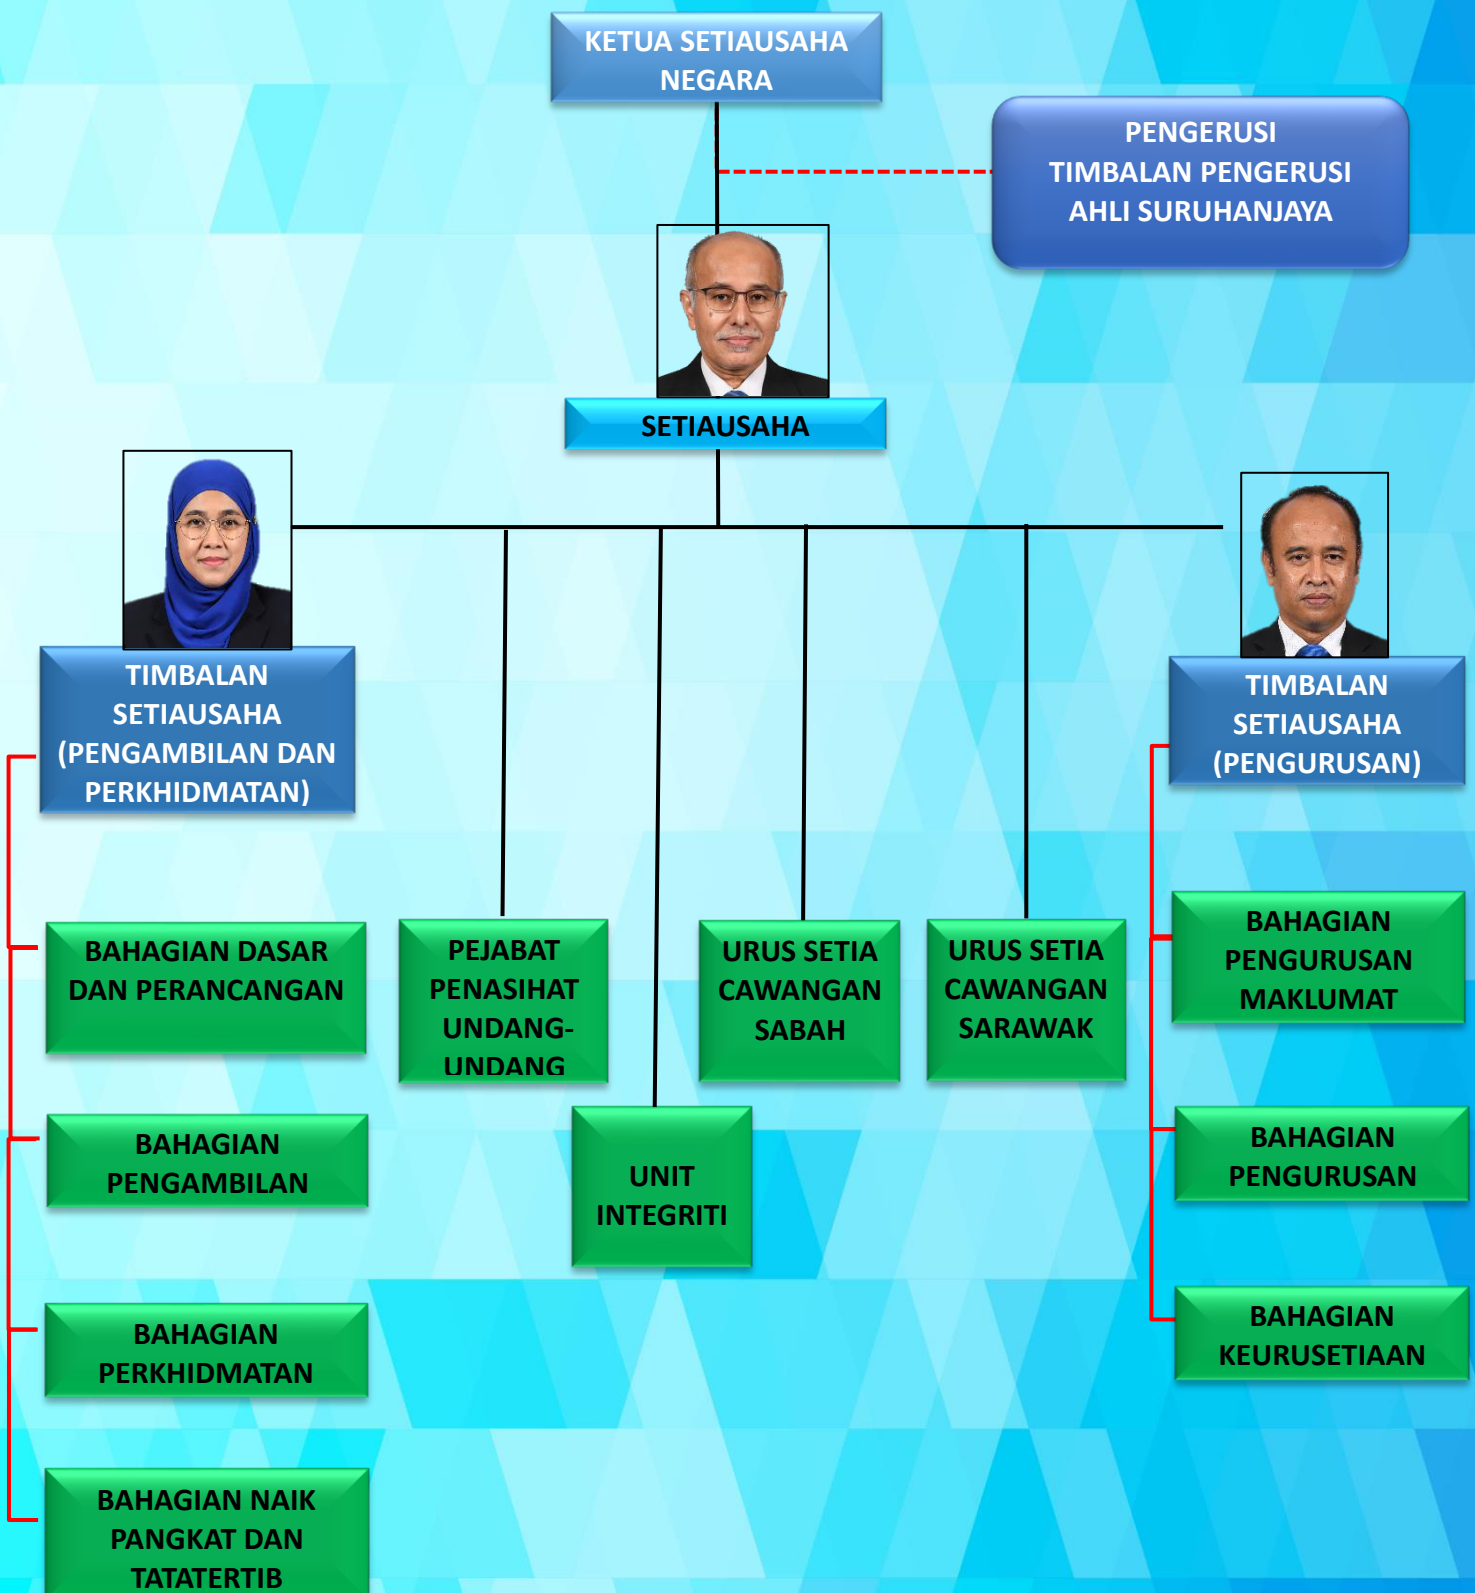 KETUA SETIAUSAHA
NEGARA
PENGERUSI
TIMBALAN PENGERUSI
AHLI SURUHANJAYA
SETIAUSAHA
TIMBALAN
SETIAUSAHA
(PENGAMBILAN DAN
PERKHIDMATAN)
TIMBALAN
SETIAUSAHA
(PENGURUSAN)
BAHAGIAN DASAR
DAN PERANCANGAN
PEJABAT
PENASIHAT
UNDANG-
UNDANG
URUS SETIA
CAWANGAN
SABAH
URUS SETIA
CAWANGAN
SARAWAK
BAHAGIAN
PENGURUSAN
MAKLUMAT
BAHAGIAN
PENGAMBILAN
UNIT
INTEGRITI
BAHAGIAN
PENGURUSAN
BAHAGIAN
PERKHIDMATAN
BAHAGIAN
KEURUSETIAAN
BAHAGIAN NAIK
PANGKAT DAN
TATATERTIB